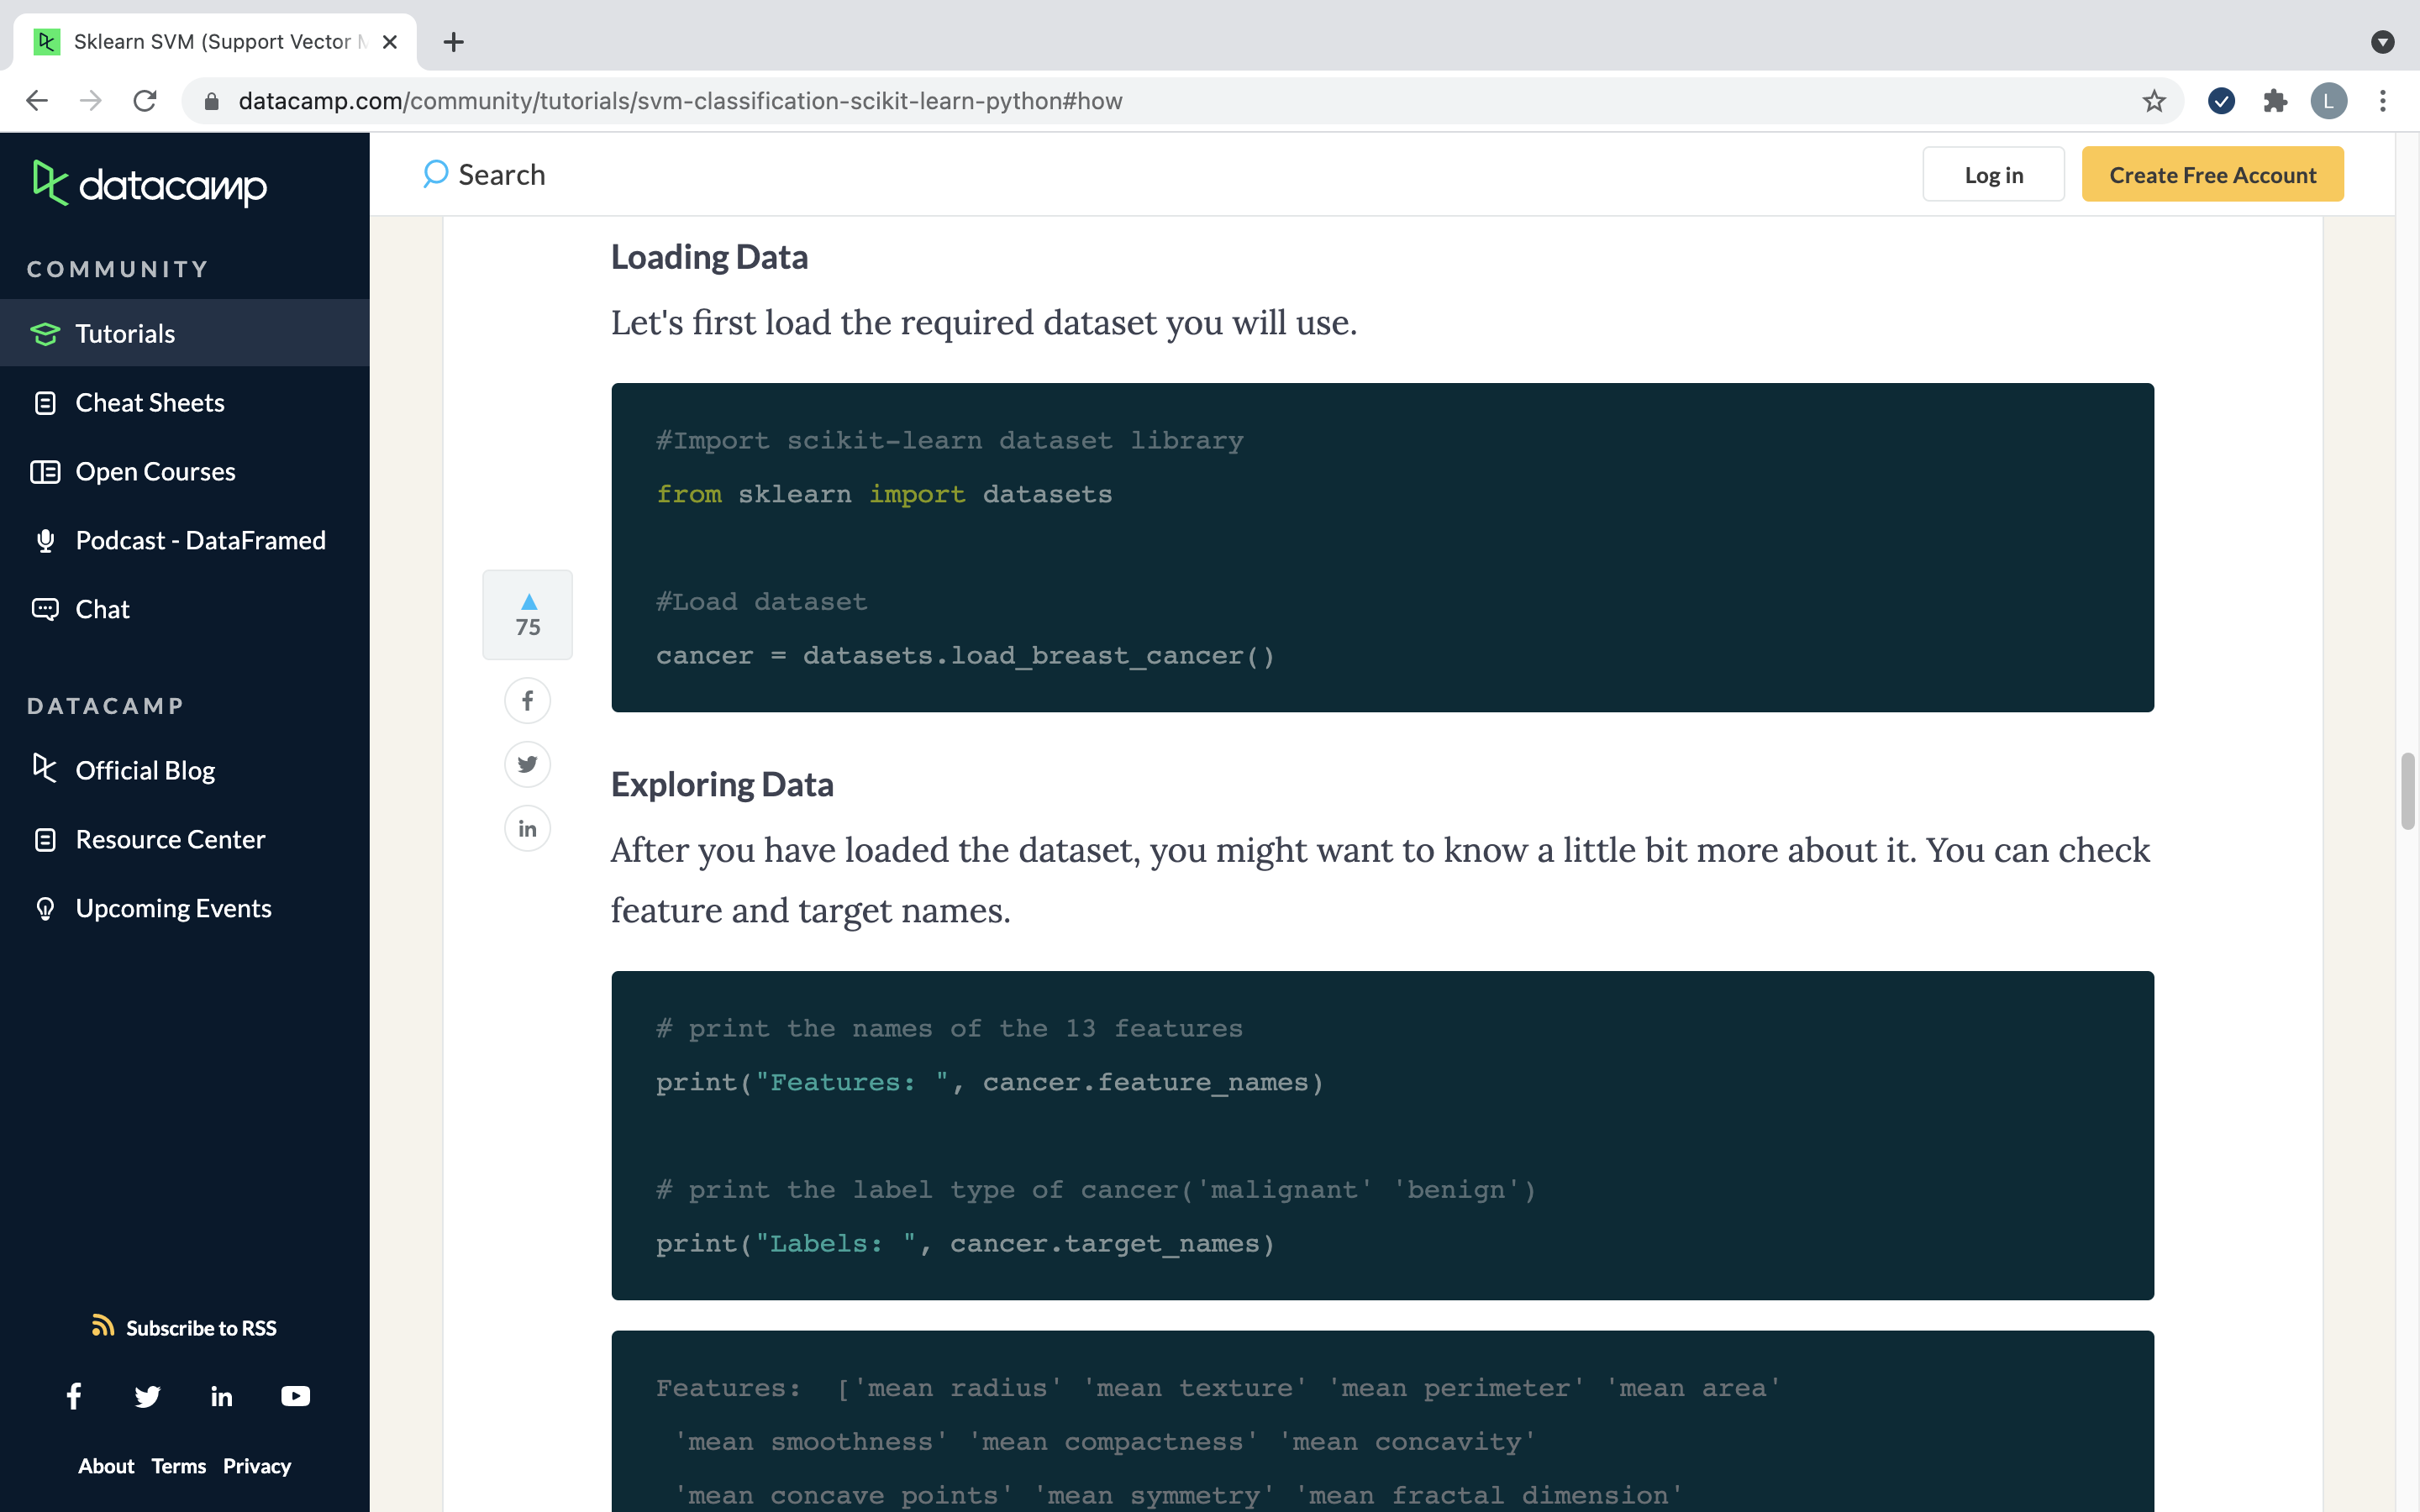 Sklearn SVM (Support Vector
datacamp.com/community/tutorials/svm-classification-scikit-learn-python#how
L
datacamp
COMMUNITY
Tutorials
Cheat Sheets
Open Courses
Podcast - DataFramed
Chat
DATACAMP
Official Blog
Resource Center
Upcoming Events
Subscribe to RSS
About Terms Privacy
Search
Log in
Create Free Account
75
Loading Data
Let's first load the required dataset you will use.
#Import scikit-learn dataset library
from sklearn import datasets
#Load dataset
cancer = datasets.load_breast_cancer()
Exploring Data
After you have loaded the dataset, you might want to know a little bit more about it. You can check
feature and target names.
# print the names of the 13 features
print("Features: ", cancer.feature_names)
# print the label type of cancer('malignant' 'benign')
print("Labels: ", cancer.target_names)
Features:  ['mean radius' 'mean texture' 'mean perimeter' 'mean area'
'mean smoothness' 'mean compactness' 'mean concavity'
'mean concave points' 'mean symmetry' 'mean fractal dimension'